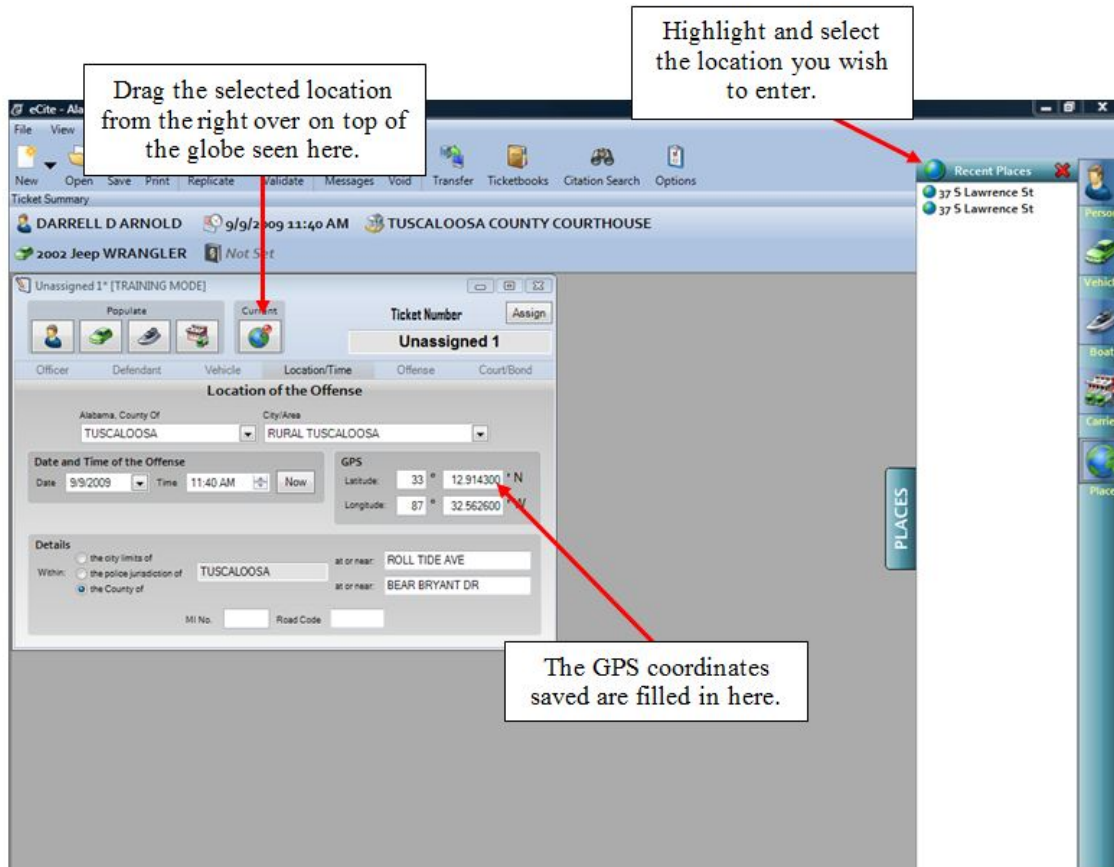 Highlight and select
the location you wish
to enter.
Drag the selected location
from the right over on top of
the globe seen here.
eCite - Ala
File View
New Open Save Print Replicate Validate Messages Void Transfer Ticketbooks Citation Search Options
Ticket Summary
DARRELL D ARNOLD 9/9/2009 11:40 AM TUSCALOOSA COUNTY COURTHOUSE
2002 Jeep WRANGLER Not Set
Unassigned 1* [TRAINING MODE]
Populate Current Ticket Number Assign
Unassigned 1
Officer Defendant Vehicle Location/Time Offense Court/Bond
Location of the Offense
Alabama, County Of City/Area
TUSCALOOSA RURAL TUSCALOOSA
Date and Time of the Offense
Date 9/9/2009 Time 11:40 AM Now
GPS
Latitude: 33 ° 12.914300 ' N
Longitude: 87 ° 32.562600 ' W
Details
Within: the city limits of
the police jurisdiction of TUSCALOOSA
the County of
at or near: ROLL TIDE AVE
at or near: BEAR BRYANT DR
MI No. Road Code
The GPS coordinates
saved are filled in here.
PLACES
Recent Places
37 S Lawrence St
37 S Lawrence St
Person
Vehicle
Boat
Carrie
Place